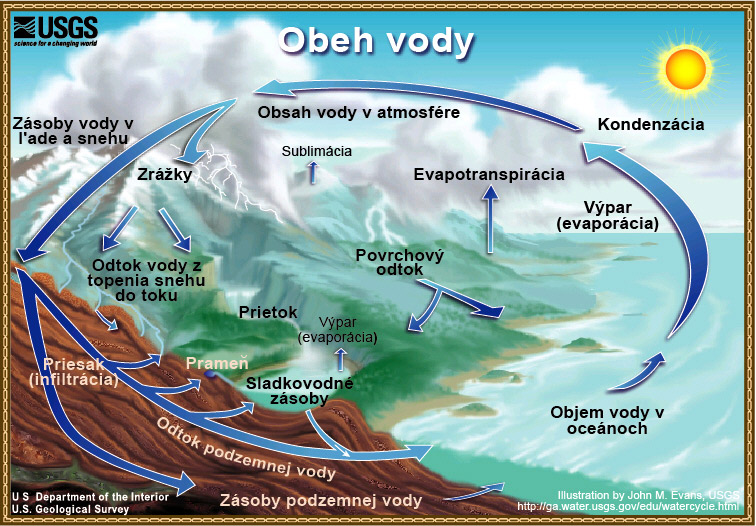 USGS
science for a changing world
Obeh vody
Zásoby vody v
l'ade a snehu
Obsah vody v atmosfére
Kondenzácia
Zrážky
Sublimácia
Evapotranspirácia
Výpar
(evaporácia)
Odtok vody z
topenia snehu
do toku
Povrchový
odtok
Prietok
Výpar
(evaporácia)
Priesak
(infiltrácia)
Prameň
Sladkovodné
zásoby
Objem vody v
oceánoch
Odtok podzemnej vody
Zásoby podzemnej vody
U S Department of the Interior
U.S. Geological Survey
Illustration by John M. Evans, USGS
http://ga.water.usgs.gov/edu/watercycle.html